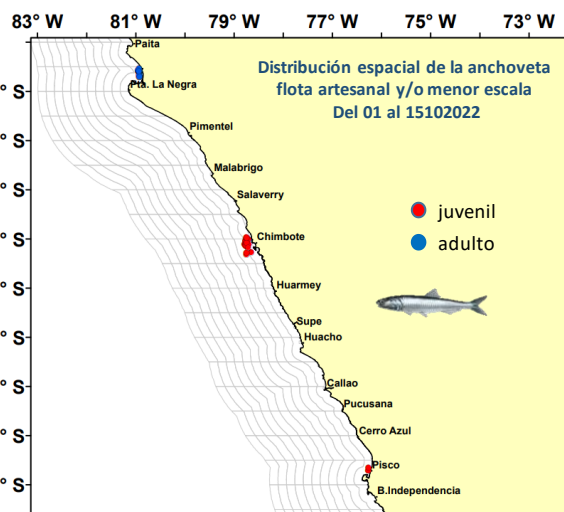 83° W 81° W 79° W 77° W 75° W 73° W
Paita
Distribución espacial de la anchoveta
flota artesanal y/o menor escala
Del 01 al 15102022
° S
Pta. La Negra
Pimentel
° S
Malabrigo
° S
Salaverry
juvenil
adulto
° S
Chimbote
° S
Huarmey
° S
Supe
Huacho
° S
Callao
Pucusana
° S
Cerro Azul
Pisco
° S
B.Independencia